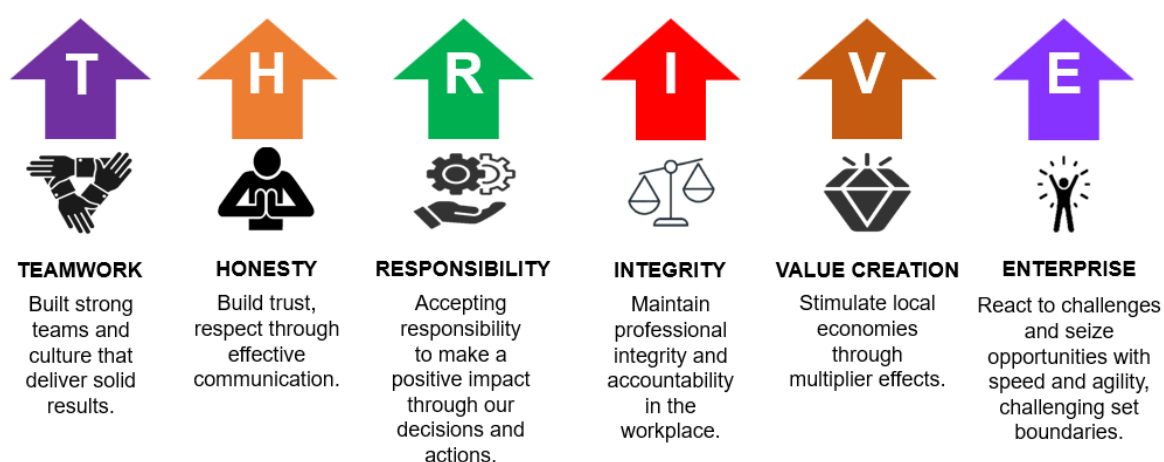 T
H
R
I
V
E
TEAMWORK
Built strong
teams and
culture that
deliver solid
results.
HONESTY
Build trust,
respect through
effective
communication.
RESPONSIBILITY
Accepting
responsibility
to make a
positive impact
through our
decisions and
actions.
INTEGRITY
Maintain
professional
integrity and
accountability
in the
workplace.
VALUE CREATION
Stimulate local
economies
through
multiplier effects.
ENTERPRISE
React to challenges
and seize
opportunities with
speed and agility,
challenging set
boundaries.